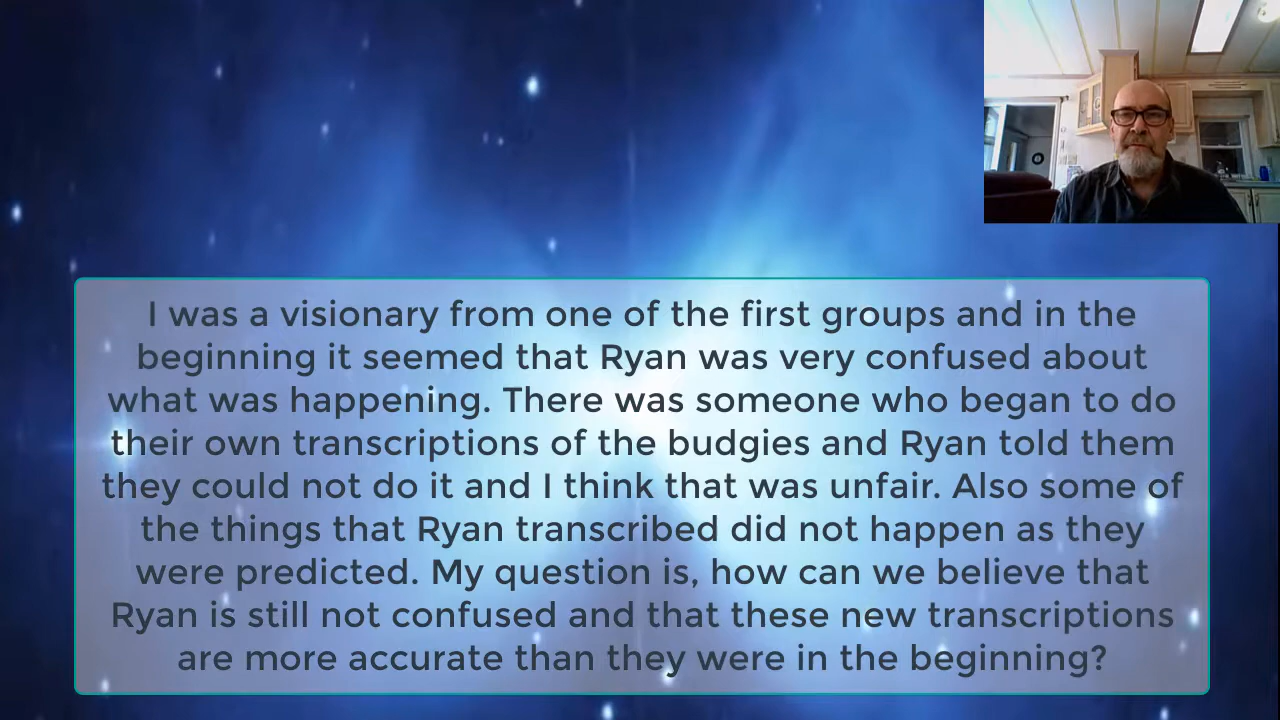 I was a visionary from one of the first groups and in the
beginning it seemed that Ryan was very confused about
what was happening. There was someone who began to do
their own transcriptions of the budgies and Ryan told them
they could not do it and I think that was unfair. Also some of
the things that Ryan transcribed did not happen as they
were predicted. My question is, how can we believe that
Ryan is still not confused and that these new transcriptions
are more accurate than they were in the beginning?